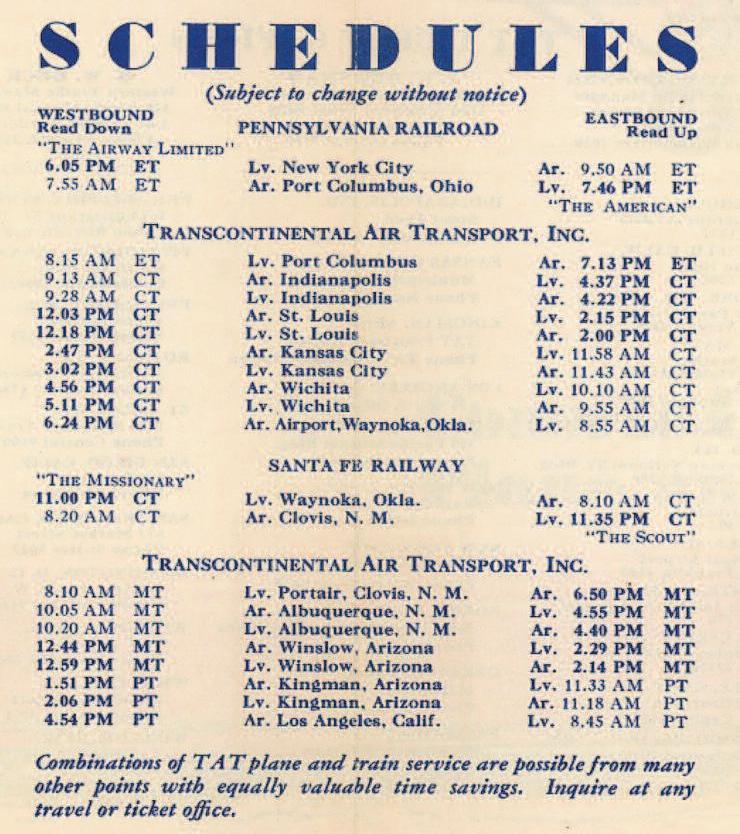 SCHEDULES
(Subject to change without notice)
WESTBOUND
Read Down
PENNSYLVANIA RAILROAD
EASTBOUND
Read Up
"THE AIRWAY LIMITED"
6.05 PM ET Lv. New York City Ar. 9.50 AM ET
7.55 AM ET Ar. Port Columbus, Ohio Lv. 7.46 PM ET
"THE AMERICAN"
TRANSCONTINENTAL AIR TRANSPORT, INC.
8.15 AM ET Lv. Port Columbus Ar. 7.13 PM ET
9.13 AM CT Ar. Indianapolis Lv. 4.37 PM CT
9.28 AM CT Lv. Indianapolis Ar. 4.22 PM CT
12.03 PM CT Ar. St. Louis Lv. 2.15 PM CT
12.18 PM CT Lv. St. Louis Ar. 2.00 PM CT
2.47 PM CT Ar. Kansas City Lv. 11.58 AM CT
3.02 PM CT Lv. Kansas City Ar. 11.43 AM CT
4.56 PM CT Ar. Wichita Lv. 10.10 AM CT
5.11 PM CT Lv. Wichita Ar. 9.55 AM CT
6.24 PM CT Ar. Airport, Waynoka, Okla. Lv. 8.55 AM CT
SANTA FE RAILWAY
"THE MISSIONARY"
11.00 PM CT Lv. Waynoka, Okla. Ar. 8.10 AM CT
8.20 AM CT Ar. Clovis, N. M. Lv. 11.35 PM CT
"THE SCOUT"
TRANSCONTINENTAL AIR TRANSPORT, INC.
8.10 AM MT Lv. Portair, Clovis, N. M. Ar. 6.50 PM MT
10.05 AM MT Ar. Albuquerque, N. M. Lv. 4.55 PM MT
10.20 AM MT Lv. Albuquerque, N. M. Ar. 4.40 PM MT
12.44 PM MT Ar. Winslow, Arizona Lv. 2.29 PM MT
12.59 PM MT Lv. Winslow, Arizona Ar. 2.14 PM MT
1.51 PM PT Ar. Kingman, Arizona Lv. 11.33 AM PT
2.06 PM PT Lv. Kingman, Arizona Ar. 11.18 AM PT
4.54 PM PT Ar. Los Angeles, Calif. Lv. 8.45 AM PT
Combinations of TAT plane and train service are possible from many
other points with equally valuable time savings. Inquire at any
travel or ticket office.